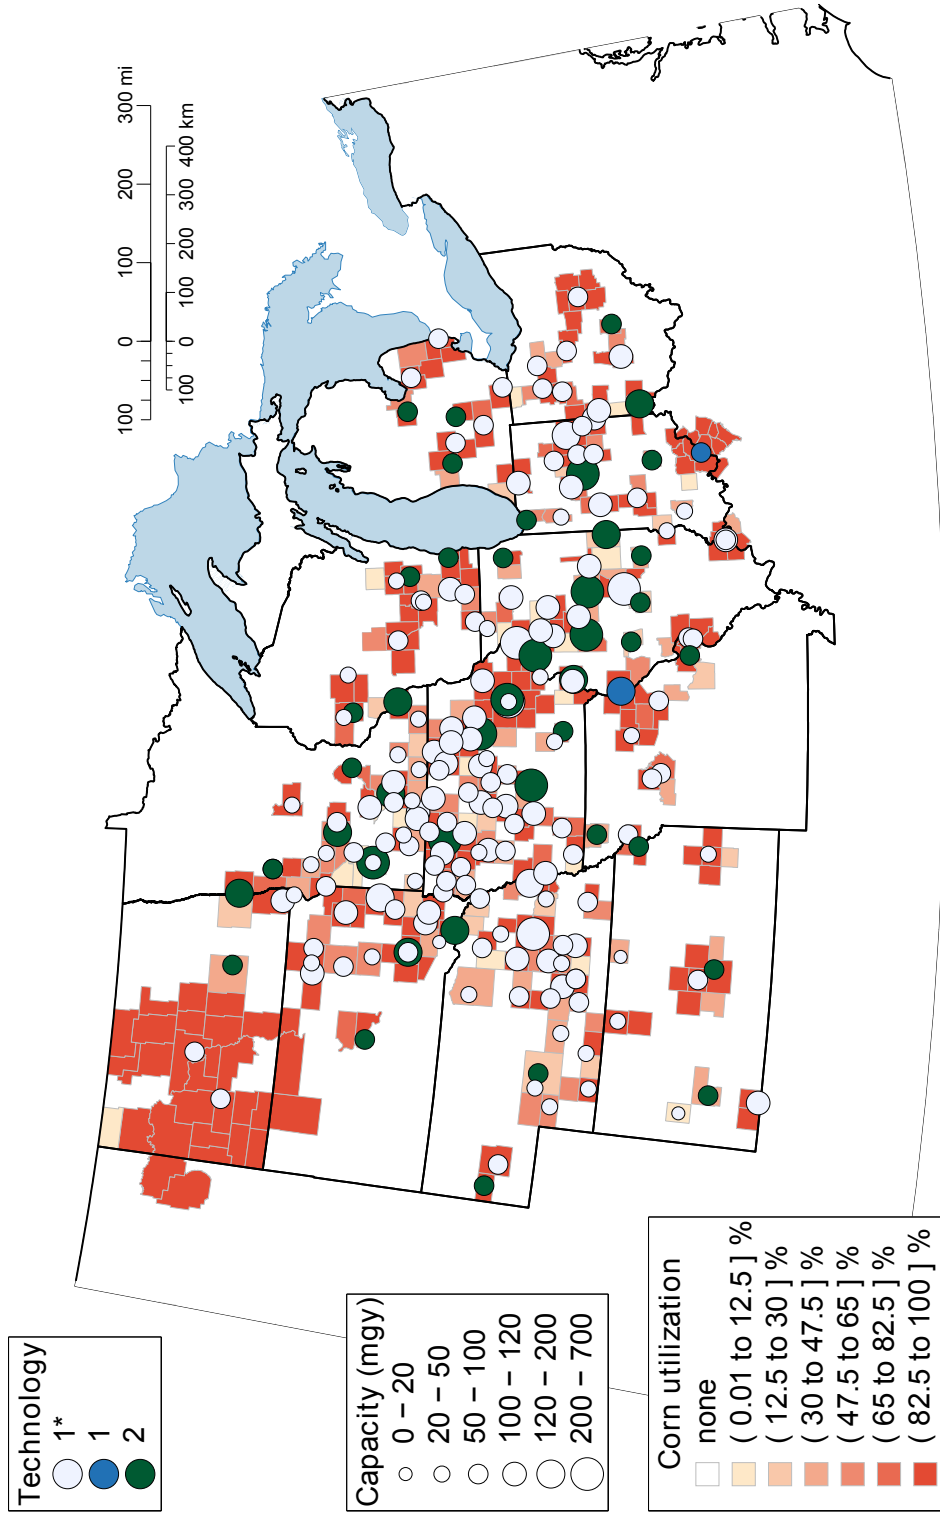 Technology
1*
1
2
Capacity (mgy)
0 − 20
20 − 50
50 − 100
100 − 120
120 − 200
200 − 700
Corn utilization
none
( 0.01 to 12.5 ] %
( 12.5 to 30 ] %
( 30 to 47.5 ] %
( 47.5 to 65 ] %
( 65 to 82.5 ] %
( 82.5 to 100 ] %
100 0 100 200 300 mi
100 0 100 200 300 400 km